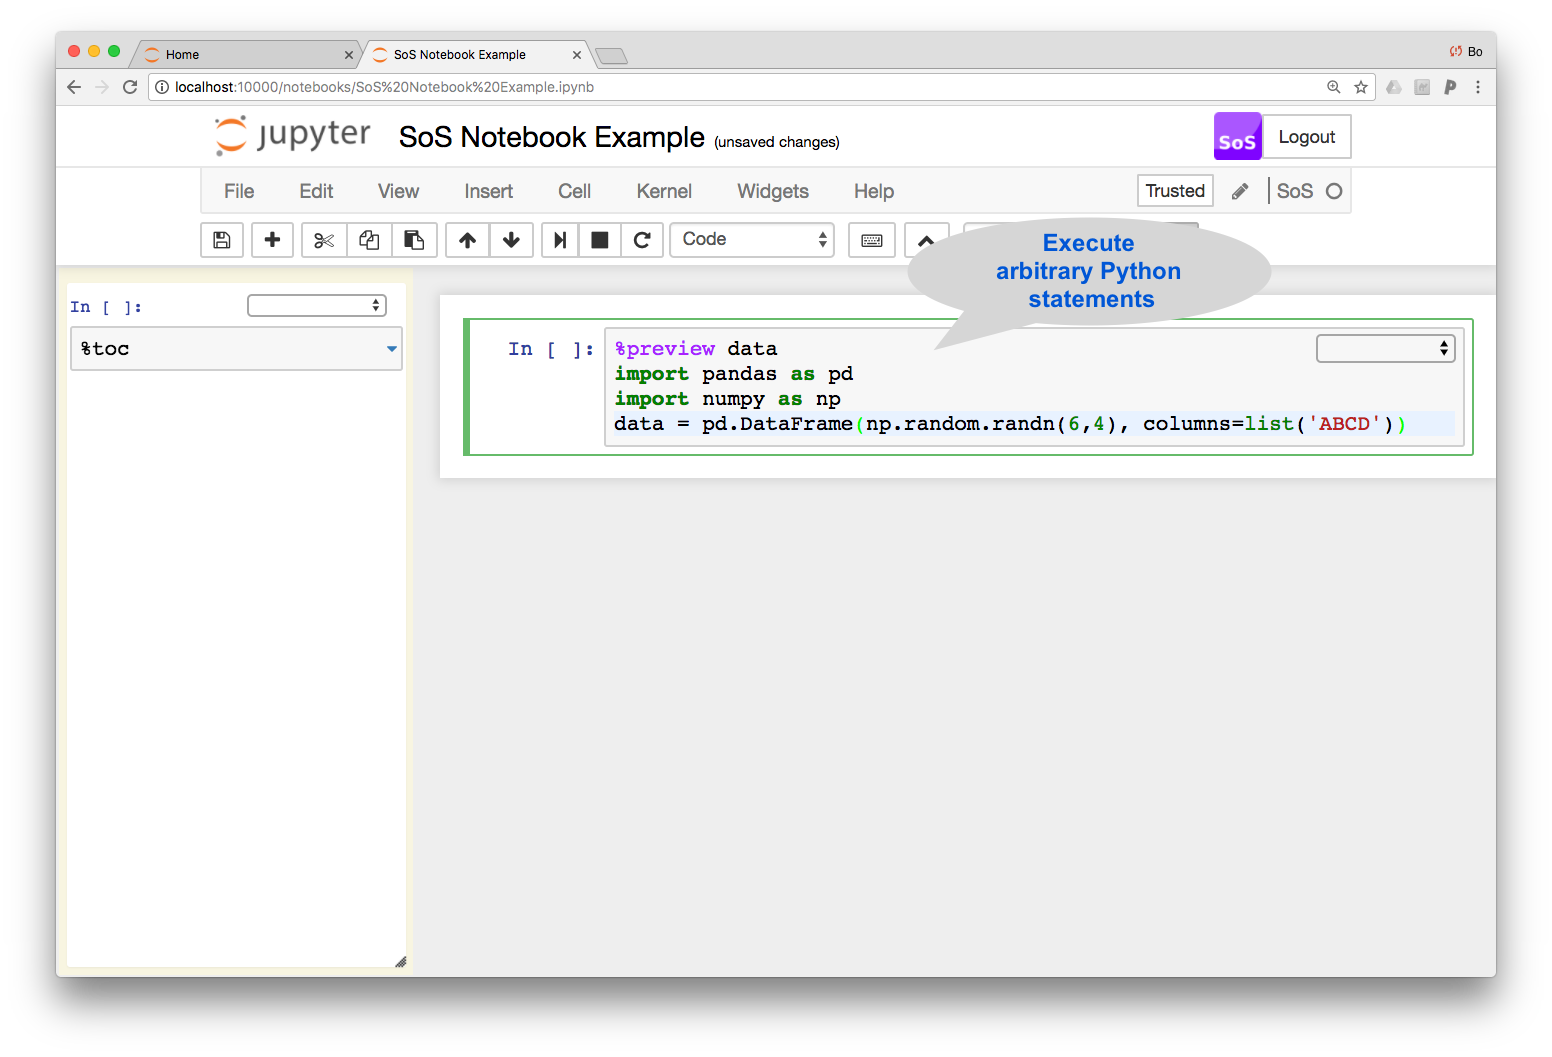 Home
SoS Notebook Example
Bo
localhost:10000/notebooks/SoS%20Notebook%20Example.ipynb
jupyter
SoS Notebook Example (unsaved changes)
SoS
Logout
File Edit View Insert Cell Kernel Widgets Help
Trusted
SoS
Code
Execute
arbitrary Python
statements
In [ ]:
%toc
In [ ]:
%preview data
import pandas as pd
import numpy as np
data = pd.DataFrame(np.random.randn(6,4), columns=list('ABCD'))